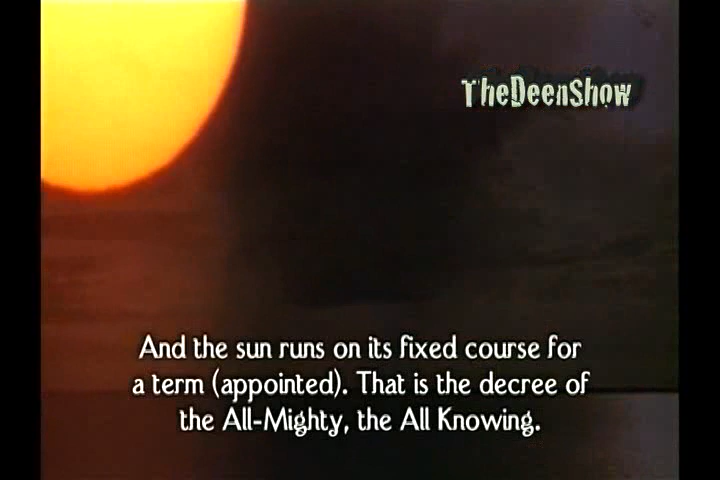 TheDeenShow
And the sun runs on its fixed course for
a term (appointed). That is the decree of
the All-Mighty, the All Knowing.